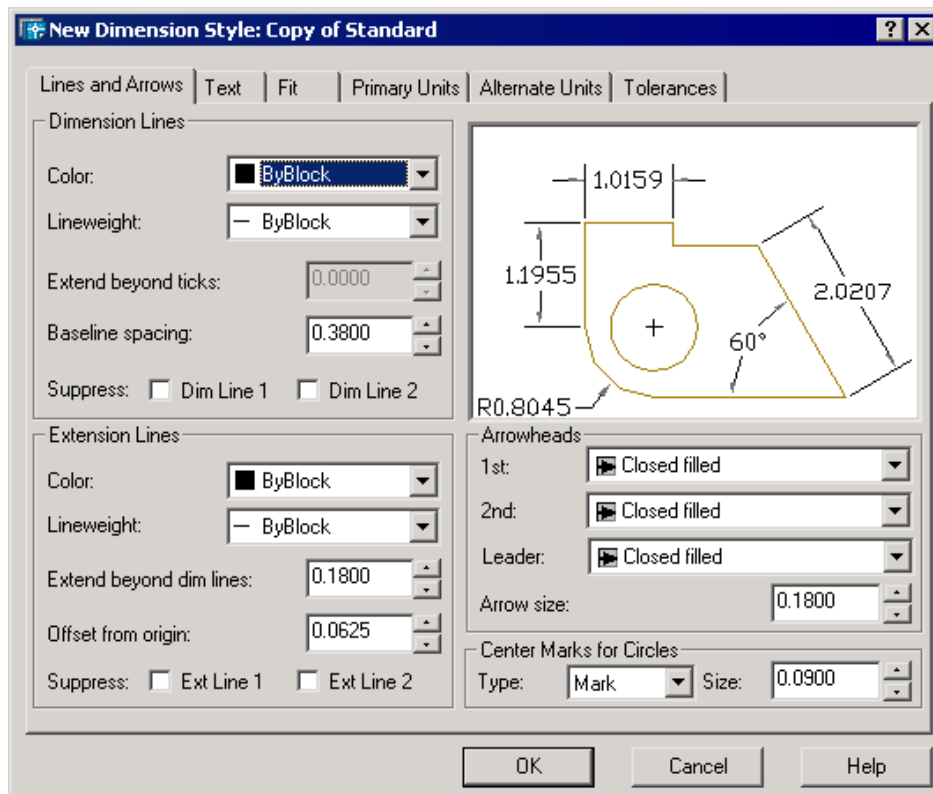 New Dimension Style: Copy of Standard
Lines and Arrows Text Fit Primary Units Alternate Units Tolerances
Dimension Lines
Color: ByBlock
Lineweight: ByBlock
Extend beyond ticks: 0.0000
Baseline spacing: 0.3800
Suppress: Dim Line 1 Dim Line 2
Extension Lines
Color: ByBlock
Lineweight: ByBlock
Extend beyond dim lines: 0.1800
Offset from origin: 0.0625
Suppress: Ext Line 1 Ext Line 2
1.0159
1.1955
2.0207
60°
R0.8045
Arrowheads
1st: Closed filled
2nd: Closed filled
Leader: Closed filled
Arrow size: 0.1800
Center Marks for Circles
Type: Mark Size: 0.0900
OK Cancel Help